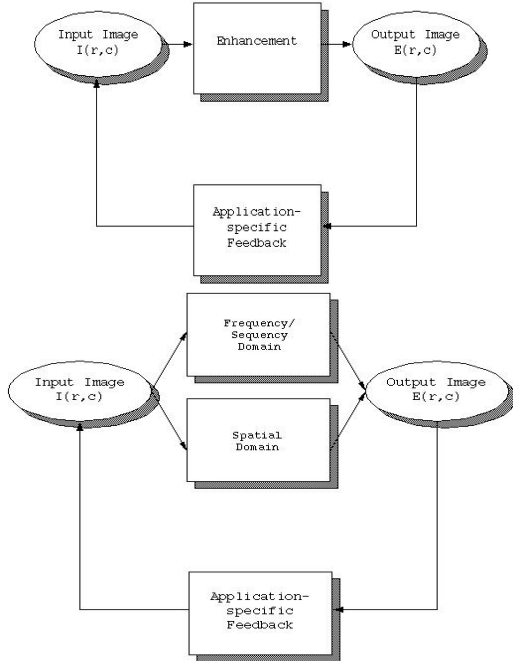 Input Image
I(r,c)
Enhancement
Output Image
E(r,c)
Application-
specific
Feedback
Frequency/
Sequency
Domain
Input Image
I(r,c)
Output Image
E(r,c)
Spatial
Domain
Application-
specific
Feedback